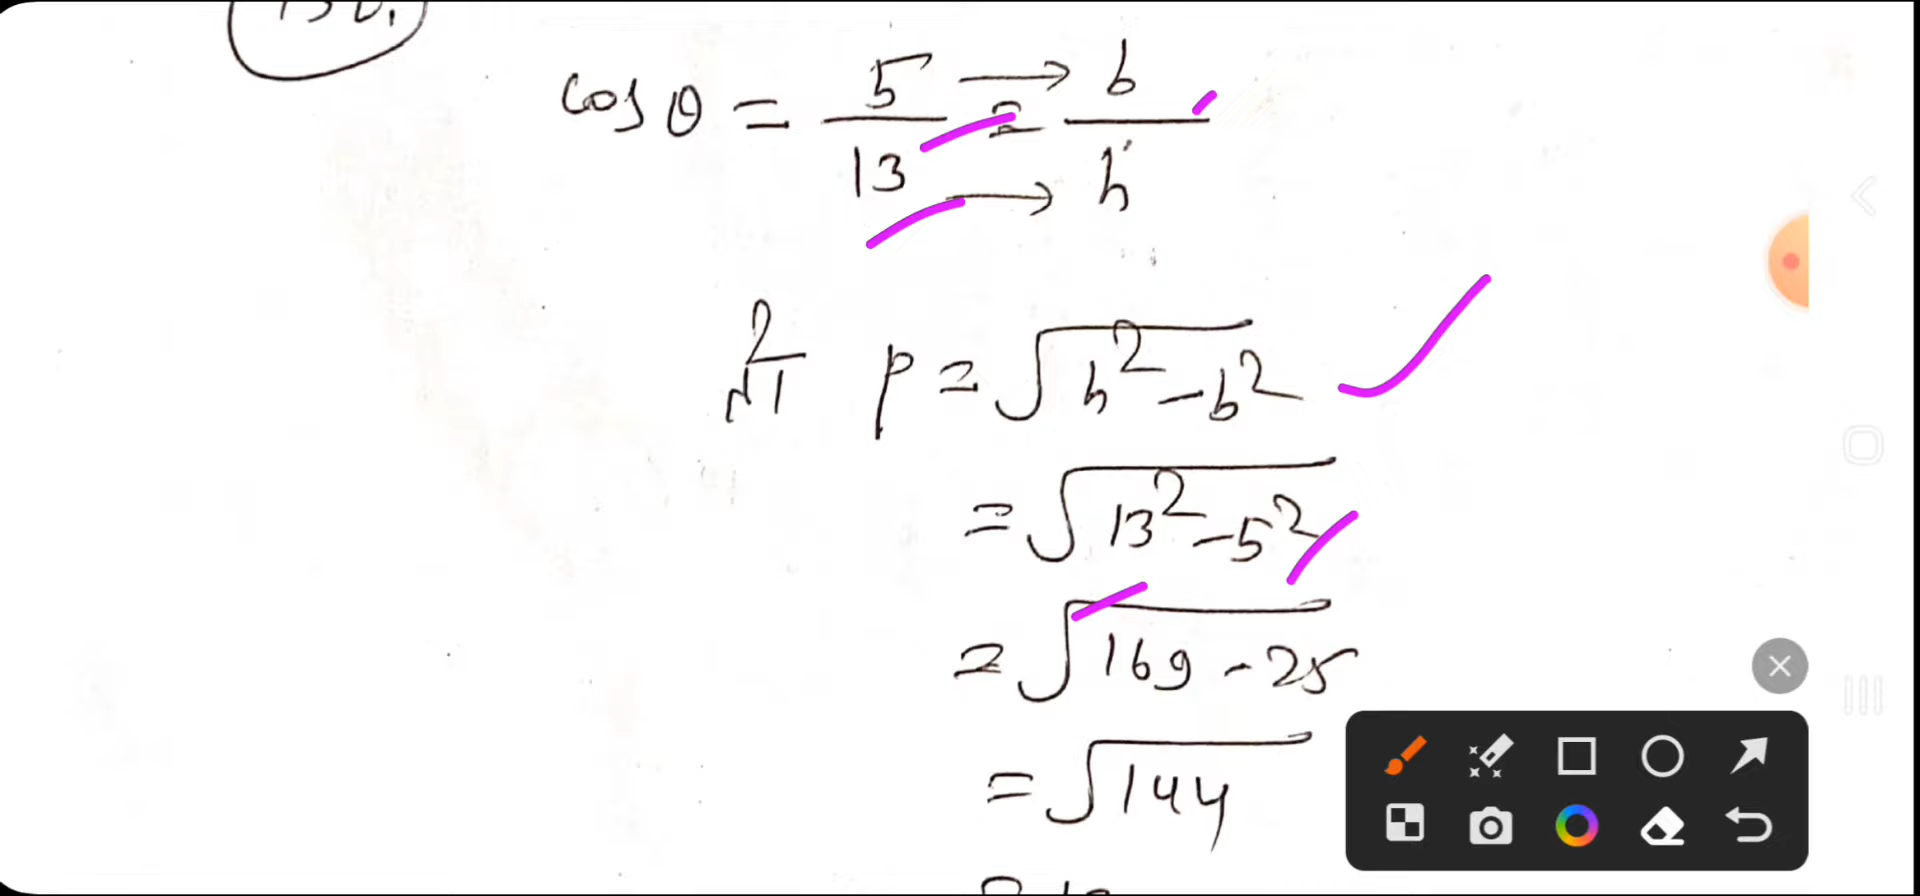 cos θ = 5/13 = b/h
p = √(h² - b²)
= √(13² - 5²)
= √(169 - 25)
= √144